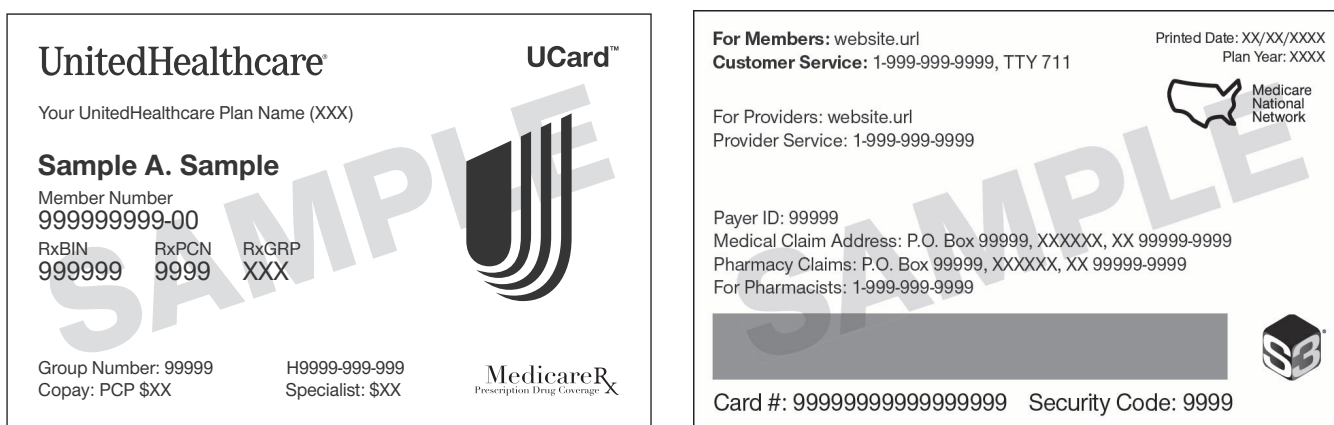 UnitedHealthcare®
UCard™
Your UnitedHealthcare Plan Name (XXX)
Sample A. Sample
Member Number
999999999-00
RxBIN RxPCN RxGRP
999999 9999 XXX
Group Number: 99999 H9999-999-999
Copay: PCP $XX Specialist: $XX
MedicareRx
Prescription Drug Coverage
SAMPLE
For Members: website.url
Customer Service: 1-999-999-9999, TTY 711
Printed Date: XX/XX/XXXX
Plan Year: XXXX
Medicare
National
Network
For Providers: website.url
Provider Service: 1-999-999-9999
Payer ID: 99999
Medical Claim Address: P.O. Box 99999, XXXXXX, XX 99999-9999
Pharmacy Claims: P.O. Box 99999, XXXXXX, XX 99999-9999
For Pharmacists: 1-999-999-9999
S3
Card #: 99999999999999999 Security Code: 9999
SAMPLE